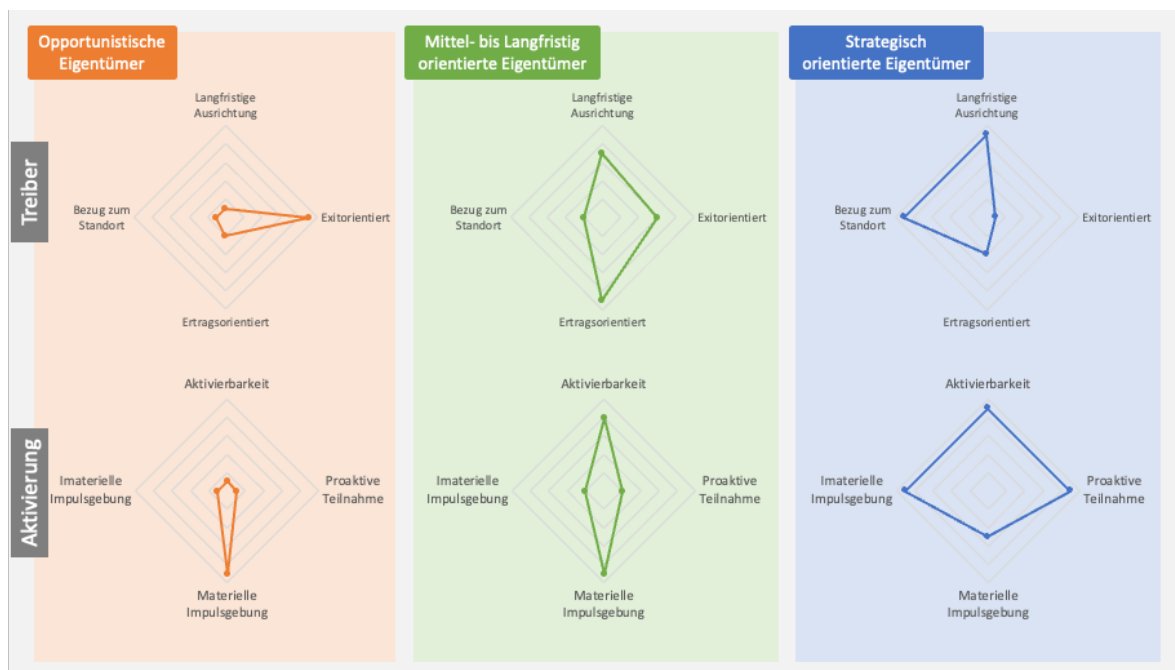 Opportunistische
Eigentümer
Mittel- bis Langfristig
orientierte Eigentümer
Strategisch
orientierte Eigentümer
Treiber
Langfristige
Ausrichtung
Bezug zum
Standort
Exitorientiert
Ertragsorientiert
Langfristige
Ausrichtung
Bezug zum
Standort
Exitorientiert
Ertragsorientiert
Langfristige
Ausrichtung
Bezug zum
Standort
Exitorientiert
Ertragsorientiert
Aktivierung
Aktivierbarkeit
Imaterielle
Impulsgebung
Proaktive
Teilnahme
Materielle
Impulsgebung
Aktivierbarkeit
Imaterielle
Impulsgebung
Proaktive
Teilnahme
Materielle
Impulsgebung
Aktivierbarkeit
Imaterielle
Impulsgebung
Proaktive
Teilnahme
Materielle
Impulsgebung